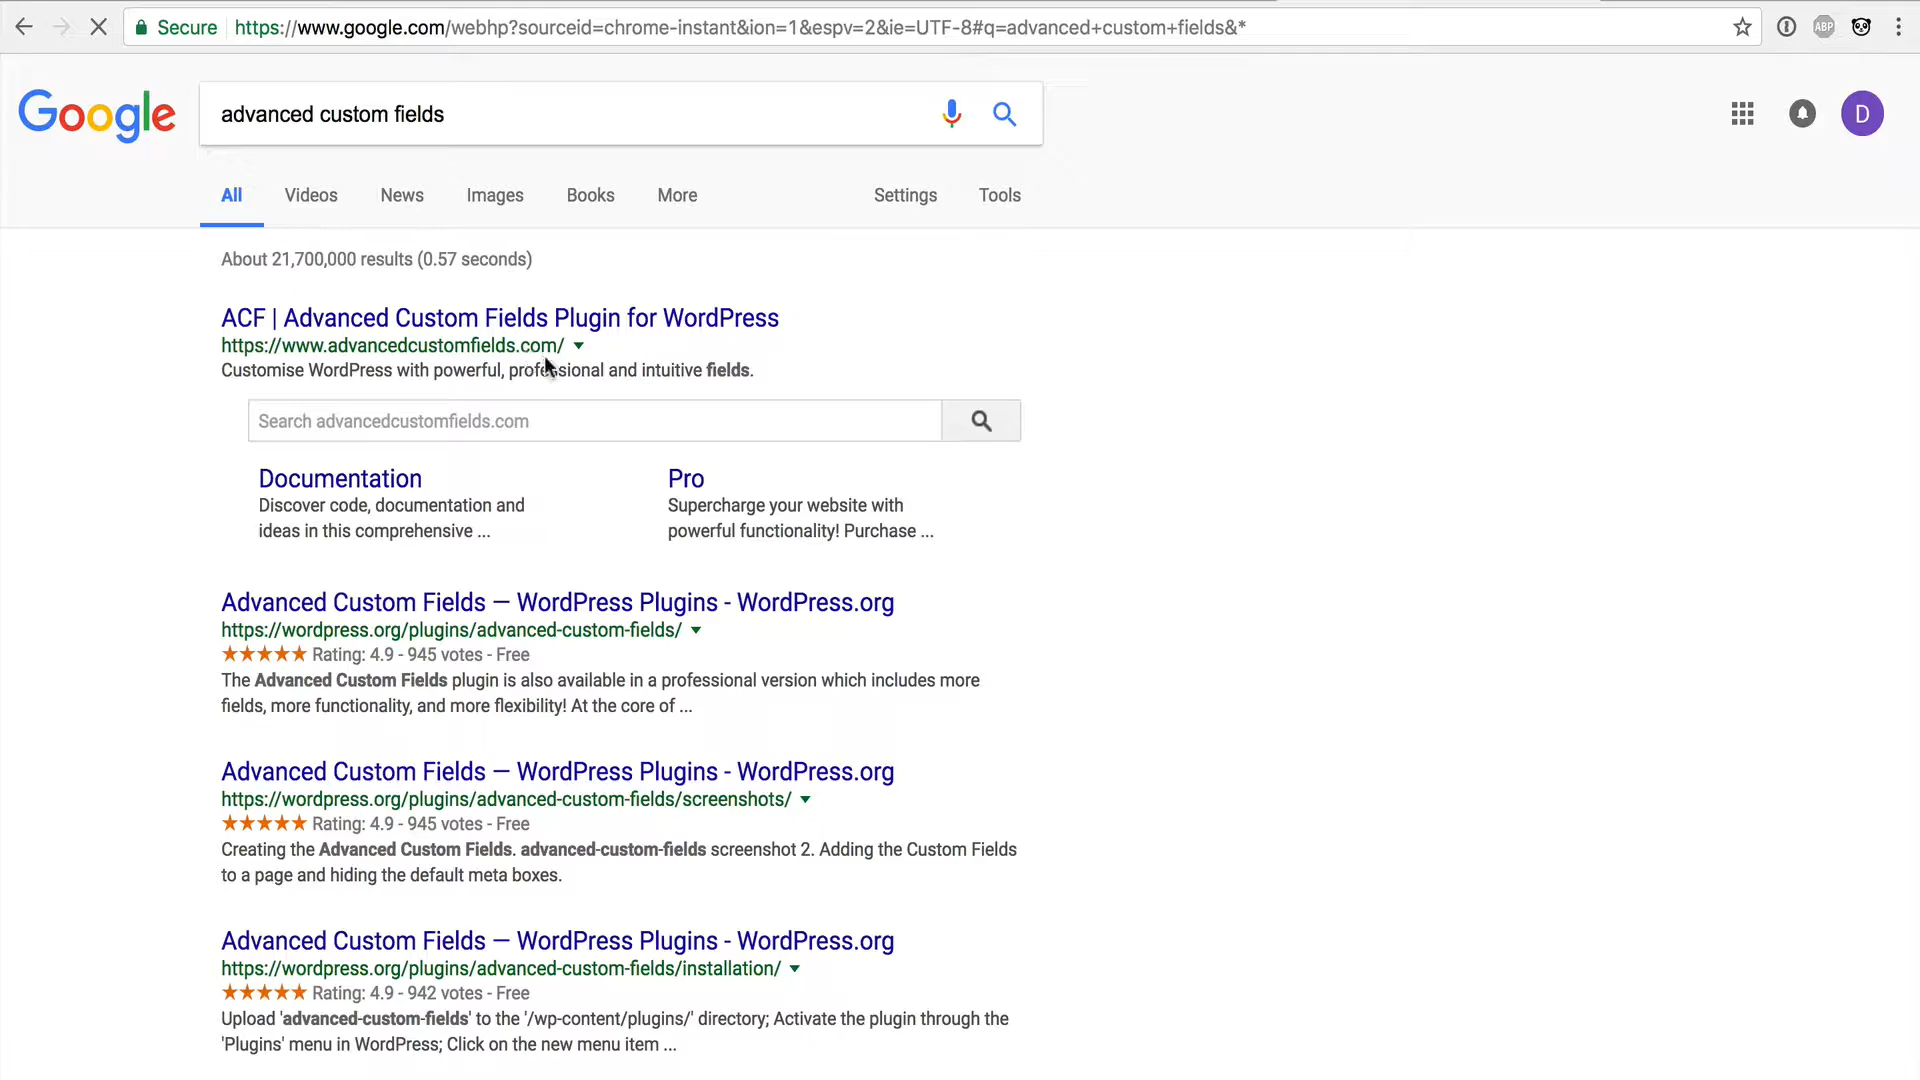 Secure https://www.google.com/webhp?sourceid=chrome-instant&ion=1&espv=2&ie=UTF-8#q=advanced+custom+fields&*
ABP
Google
advanced custom fields
D
All Videos News Images Books More Settings Tools
About 21,700,000 results (0.57 seconds)
ACF | Advanced Custom Fields Plugin for WordPress
https://www.advancedcustomfields.com/
Customise WordPress with powerful, professional and intuitive fields.
Search advancedcustomfields.com
Documentation
Discover code, documentation and
ideas in this comprehensive ...
Pro
Supercharge your website with
powerful functionality! Purchase ...
Advanced Custom Fields — WordPress Plugins - WordPress.org
https://wordpress.org/plugins/advanced-custom-fields/
Rating: 4.9 - 945 votes - Free
The Advanced Custom Fields plugin is also available in a professional version which includes more
fields, more functionality, and more flexibility! At the core of ...
Advanced Custom Fields — WordPress Plugins - WordPress.org
https://wordpress.org/plugins/advanced-custom-fields/screenshots/
Rating: 4.9 - 945 votes - Free
Creating the Advanced Custom Fields. advanced-custom-fields screenshot 2. Adding the Custom Fields
to a page and hiding the default meta boxes.
Advanced Custom Fields — WordPress Plugins - WordPress.org
https://wordpress.org/plugins/advanced-custom-fields/installation/
Rating: 4.9 - 942 votes - Free
Upload 'advanced-custom-fields' to the '/wp-content/plugins/' directory; Activate the plugin through the
'Plugins' menu in WordPress; Click on the new menu item ...